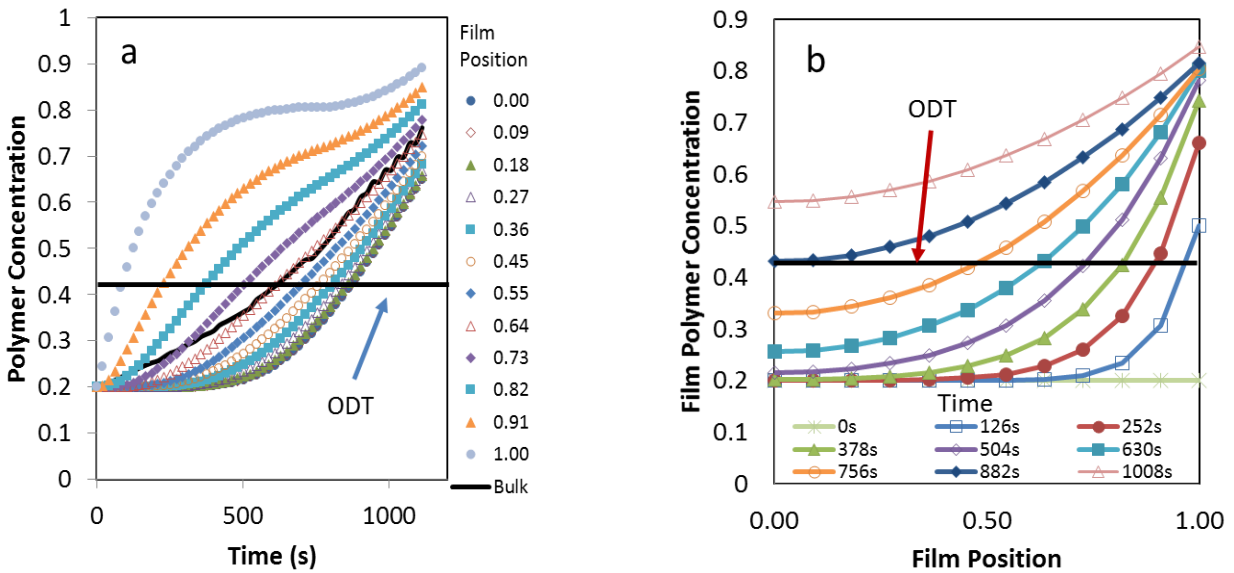 a
Polymer Concentration
1
0.9
0.8
0.7
0.6
0.5
0.4
0.3
0.2
0.1
0
0
500
1000
Time (s)
ODT
Film
Position
0.00
0.09
0.18
0.27
0.36
0.45
0.55
0.64
0.73
0.82
0.91
1.00
Bulk
b
Film Polymer Concentration
0.9
0.8
0.7
0.6
0.5
0.4
0.3
0.2
0.1
0
ODT
Time
0s 126s 252s
378s 504s 630s
756s 882s 1008s
0.00
0.50
1.00
Film Position